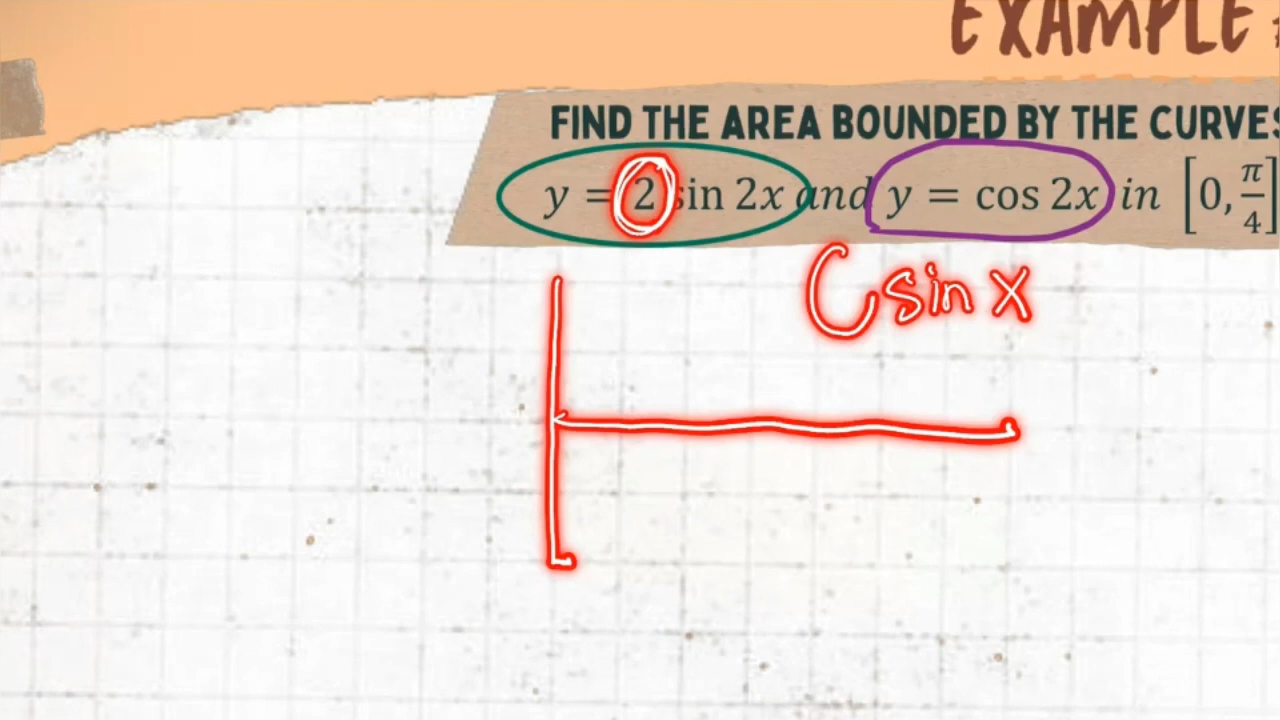 EXAMPLE
FIND THE AREA BOUNDED BY THE CURVES
y = 2 sin 2x and y = cos 2x in [0, π/4]
C sin x